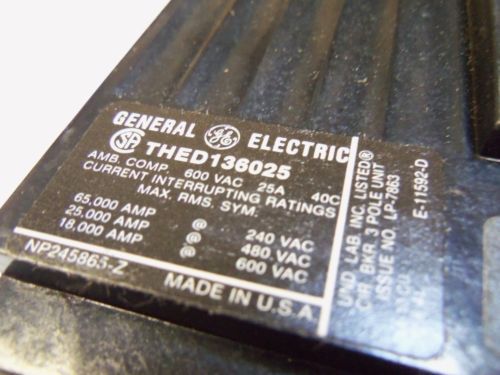 GENERAL GE ELECTRIC
SA THED136025
AMB. COMP. 600 VAC 25A 40C
CURRENT INTERRUPTING RATINGS
MAX. RMS. SYM.
65,000 AMP @ 240 VAC
25,000 AMP @ 480 VAC
18,000 AMP @ 600 VAC
NP245865-Z MADE IN U.S.A.
UND. LAB. INC. LISTED®
CIR. BKR. 3 POLE UNIT
ISSUE NO. LP-7863
E-11592-D